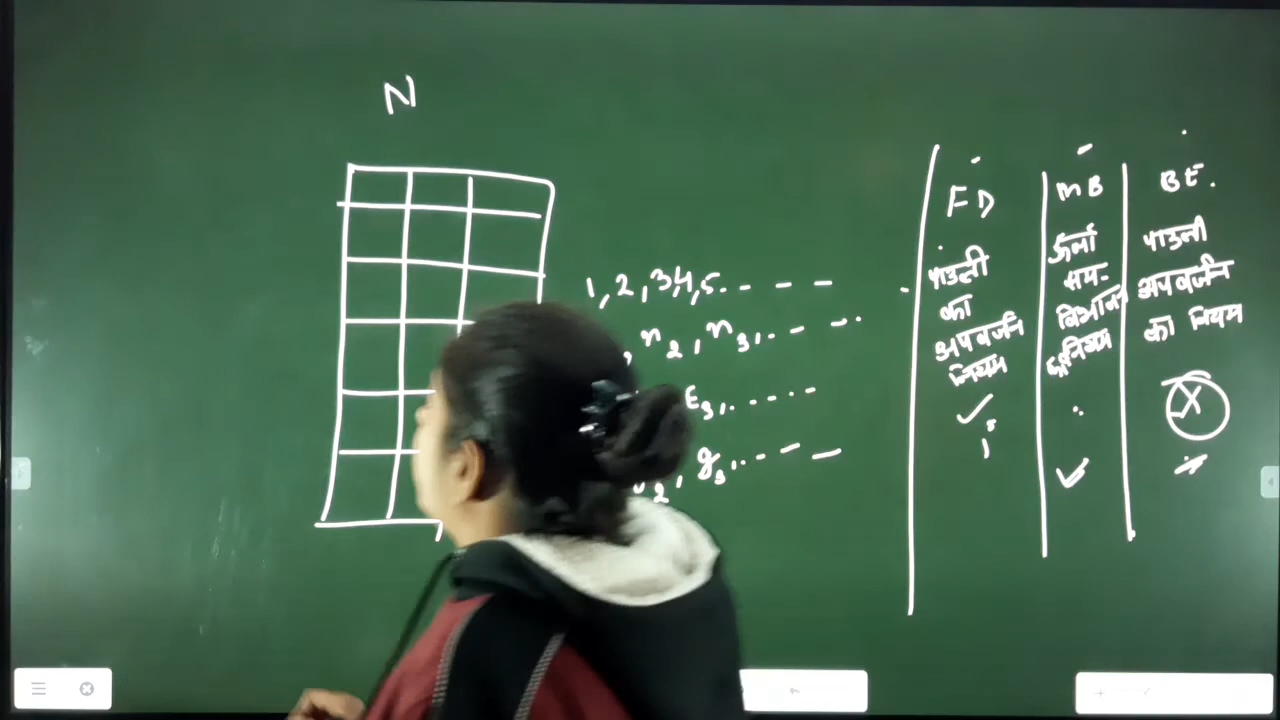 N
1, 2, 3, 4, 5. - - - -
, n2, n3, . . - - .
E3, . . - - - -
2, g3, . . - - -
FD
पाउली
का
अपवर्जन
नियम
✓
MB
ऊर्जा
सम-
विभाजन
नियम
✓
BE.
पाउली
अपवर्जन
का नियम
X